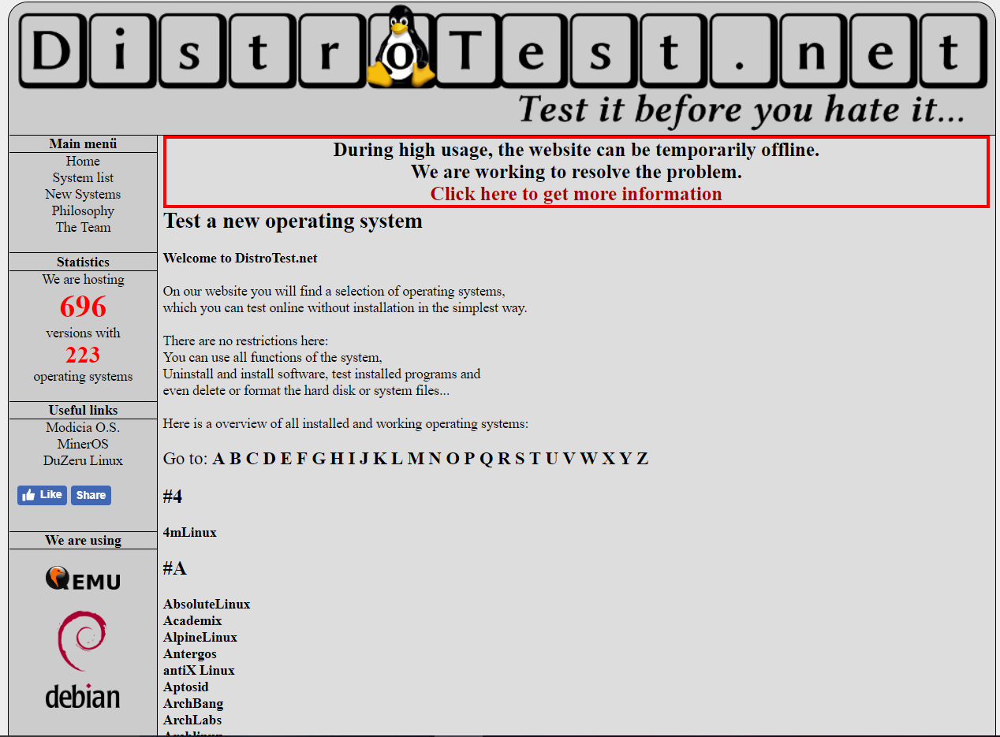 DistroTest.net
Test it before you hate it...
Main menü
Home
System list
New Systems
Philosophy
The Team
Statistics
We are hosting
696
versions with
223
operating systems
Useful links
Modicia O.S.
MinerOS
DuZeru Linux
Like Share
We are using
QEMU
debian
During high usage, the website can be temporarily offline.
We are working to resolve the problem.
Click here to get more information
Test a new operating system
Welcome to DistroTest.net
On our website you will find a selection of operating systems,
which you can test online without installation in the simplest way.
There are no restrictions here:
You can use all functions of the system,
Uninstall and install software, test installed programs and
even delete or format the hard disk or system files...
Here is a overview of all installed and working operating systems:
Go to: A B C D E F G H I J K L M N O P Q R S T U V W X Y Z
#4
4mLinux
#A
AbsoluteLinux
Academix
AlpineLinux
Antergos
antiX Linux
Aptosid
ArchBang
ArchLabs